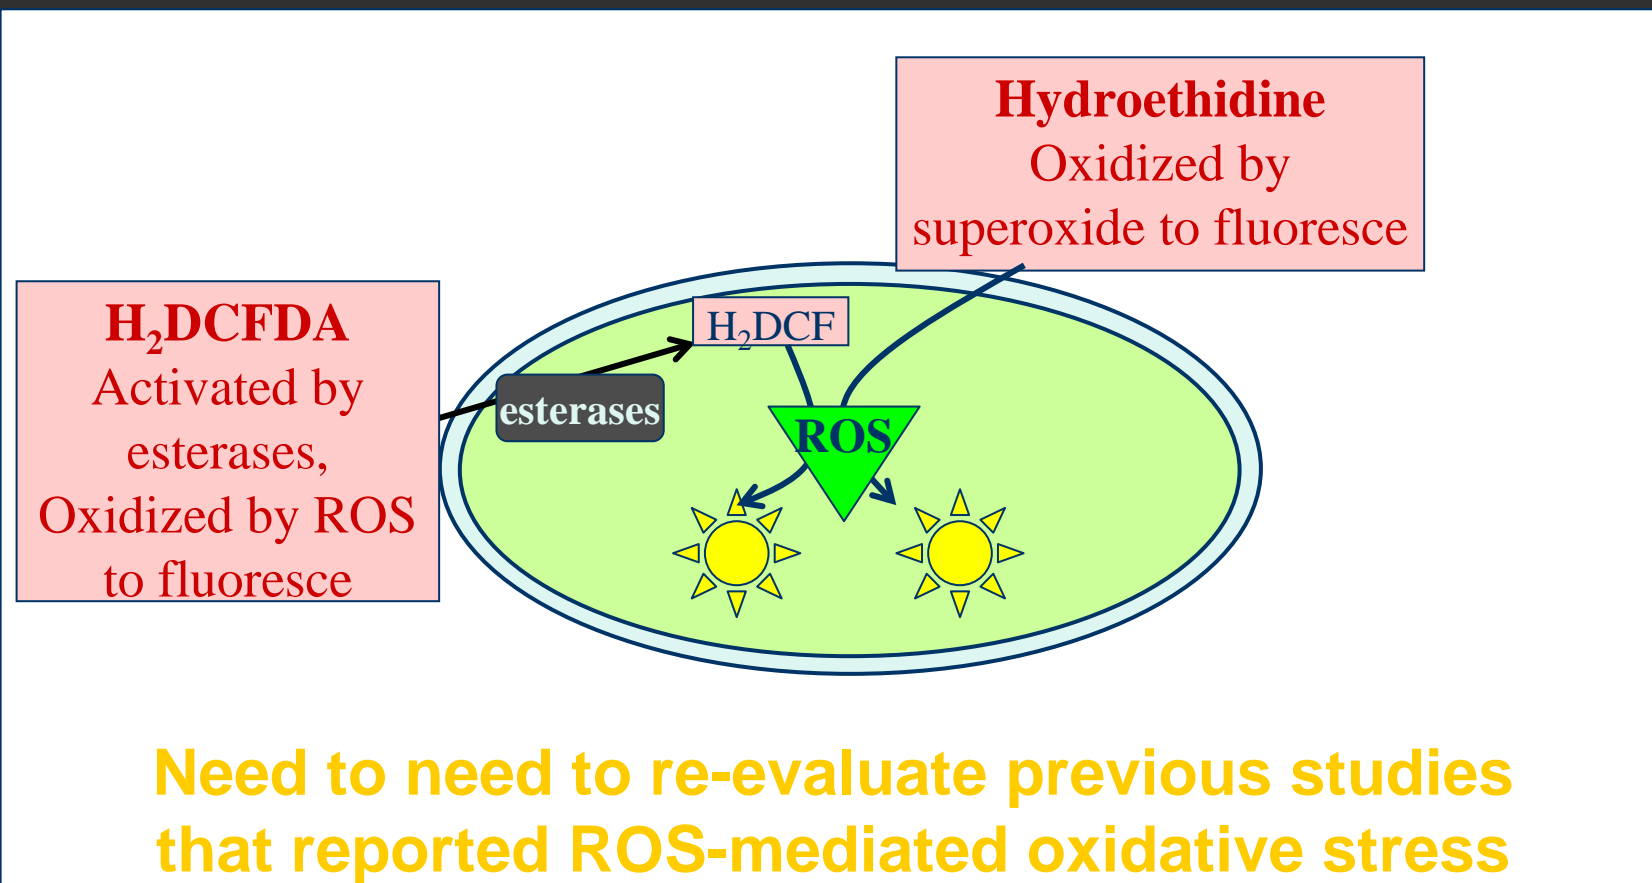 Hydroethidine
Oxidized by
superoxide to fluoresce
H₂DCFDA
Activated by
esterases,
Oxidized by ROS
to fluoresce
H₂DCF
esterases
ROS
Need to need to re-evaluate previous studies
that reported ROS-mediated oxidative stress